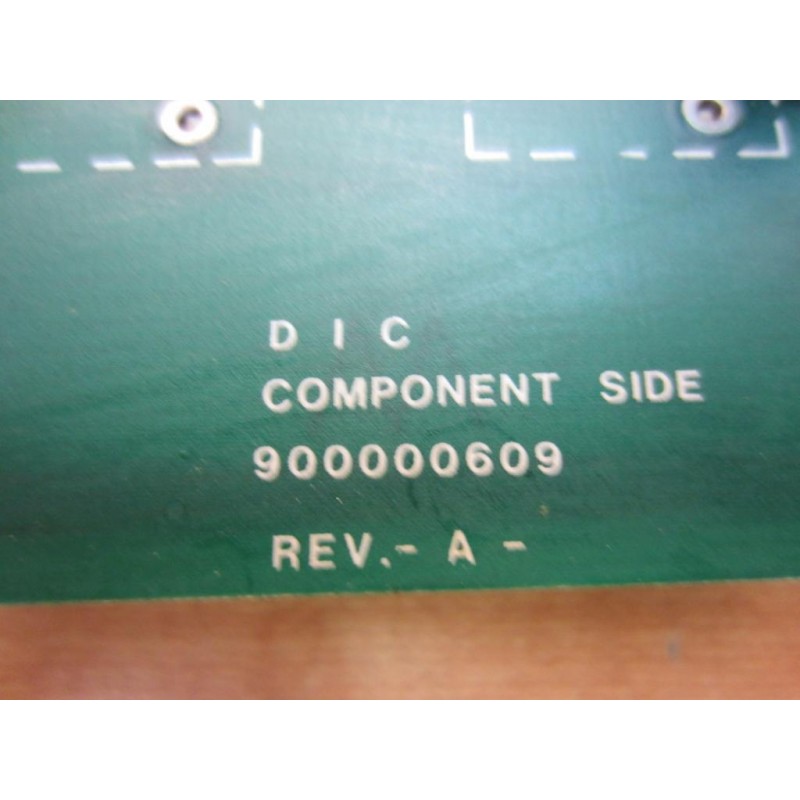 D I C
COMPONENT SIDE
900000609
REV.- A -